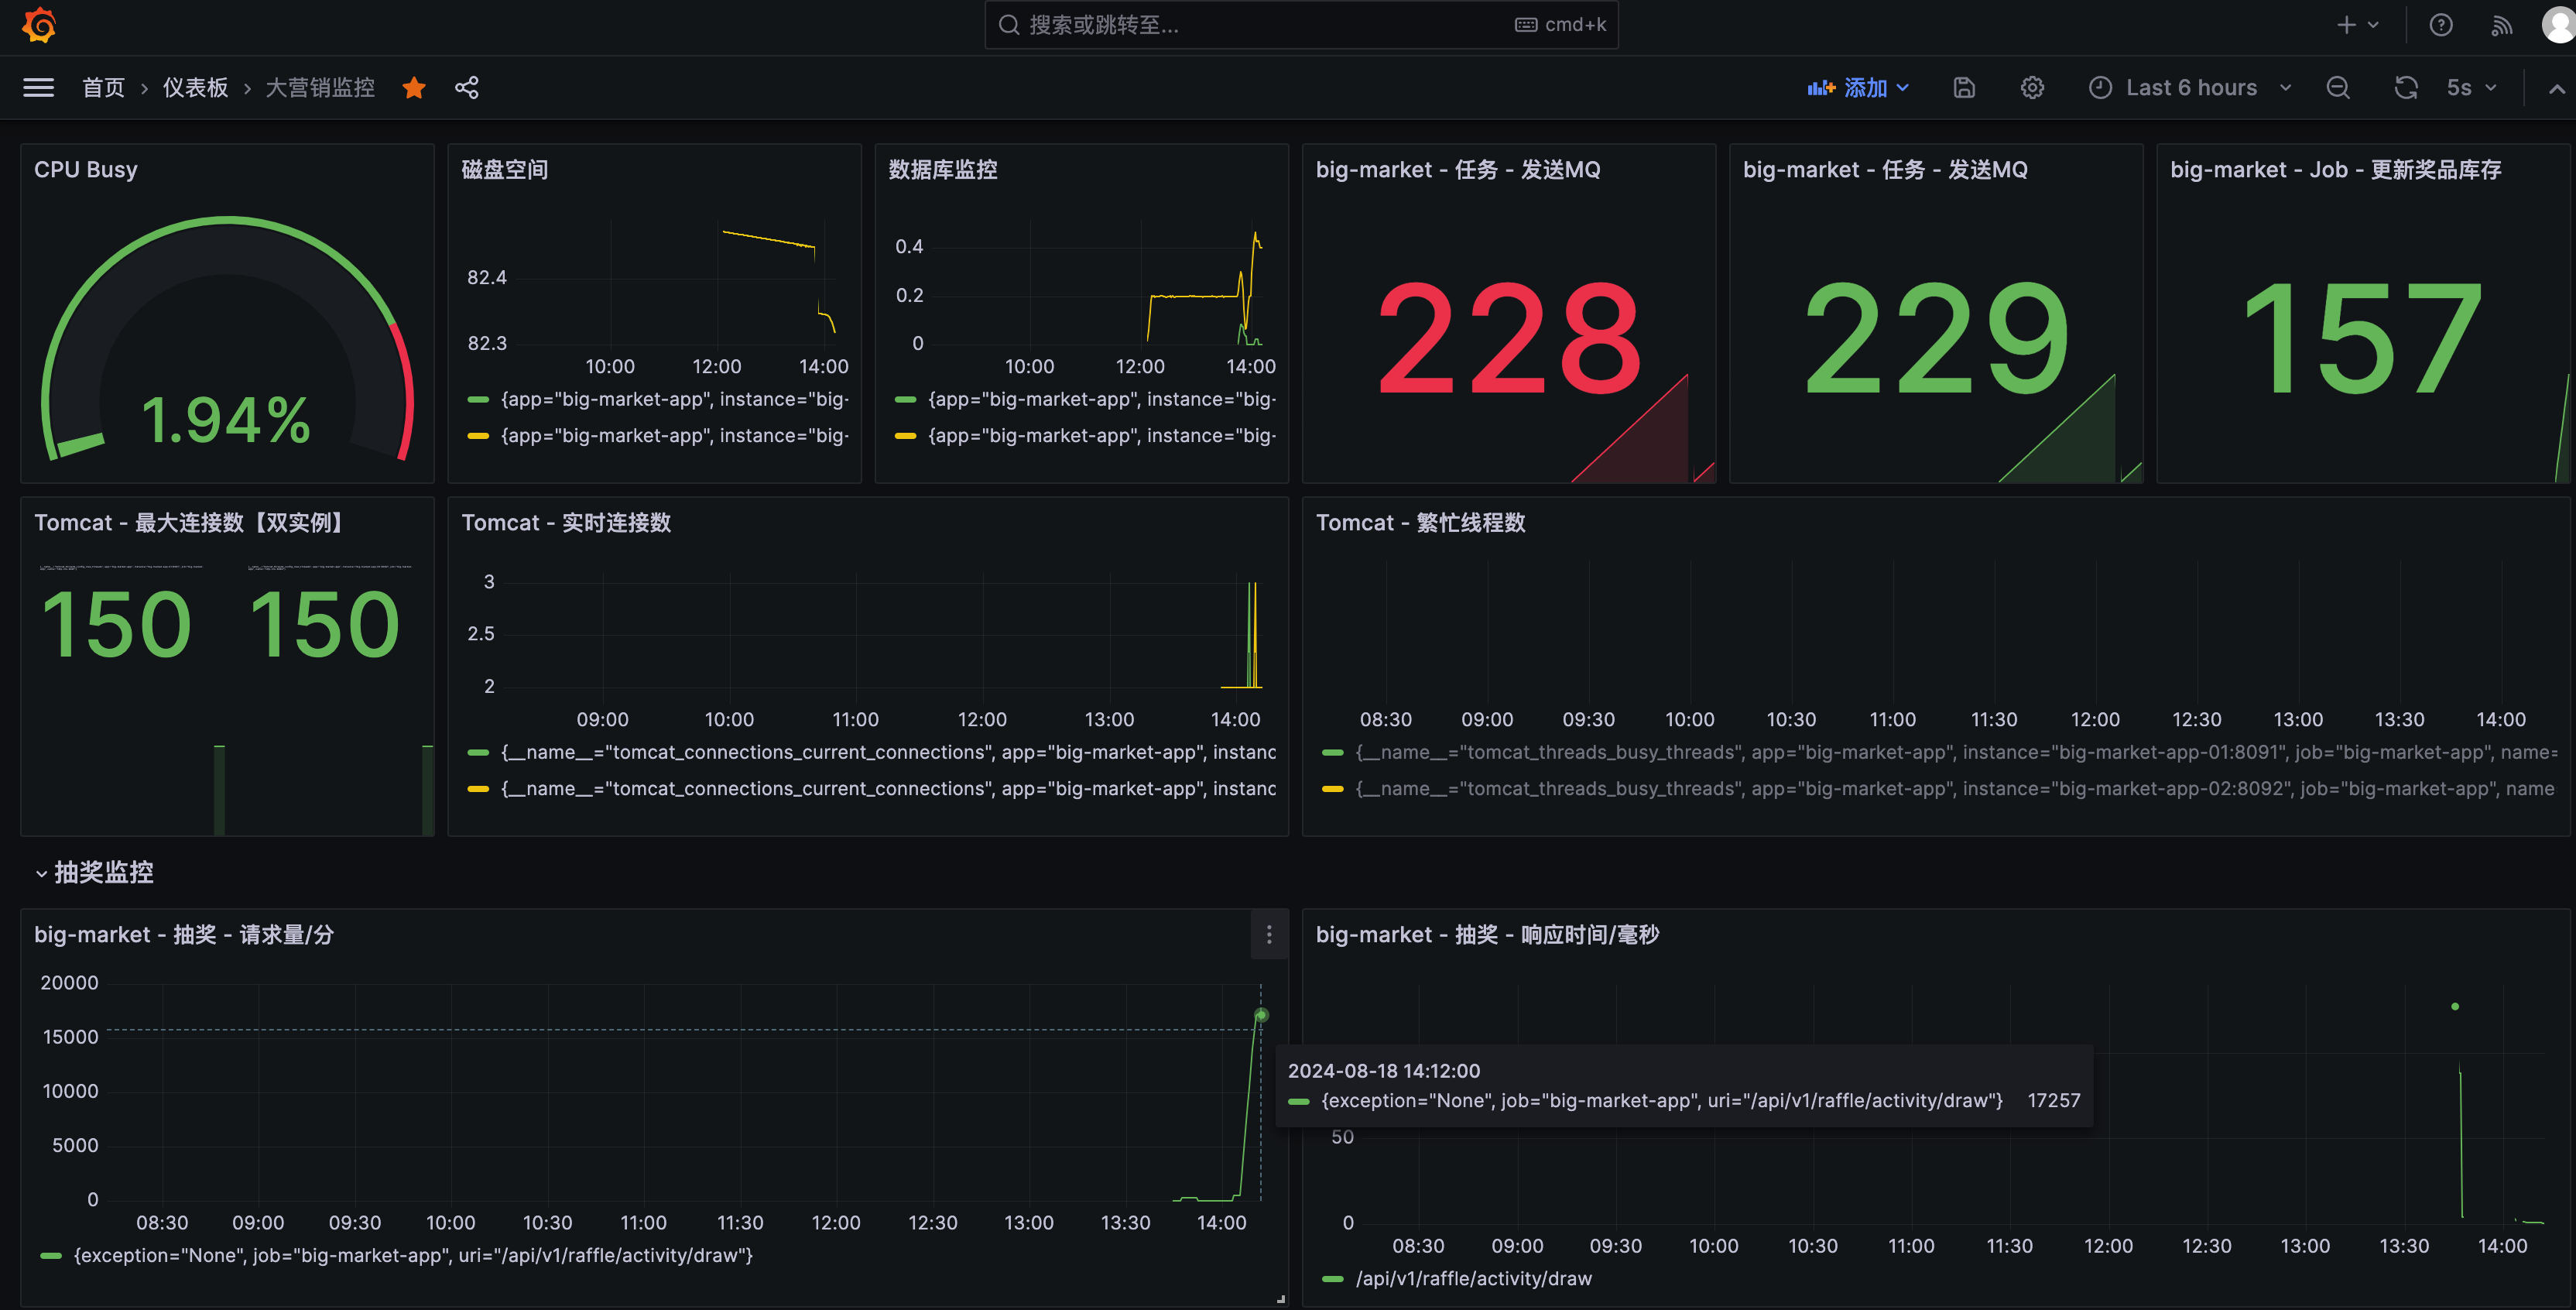 搜索或跳转至...
cmd+k
首页 › 仪表板 › 大营销监控
添加
Last 6 hours
5s
CPU Busy
1.94%
磁盘空间
82.4
82.3
10:00 12:00 14:00
{app="big-market-app", instance="big-
{app="big-market-app", instance="big-
数据库监控
0.4
0.2
0
10:00 12:00 14:00
{app="big-market-app", instance="big-
{app="big-market-app", instance="big-
big-market - 任务 - 发送MQ
228
big-market - 任务 - 发送MQ
229
big-market - Job - 更新奖品库存
157
Tomcat - 最大连接数【双实例】
150 150
Tomcat - 实时连接数
3
2.5
2
09:00 10:00 11:00 12:00 13:00 14:00
{__name__="tomcat_connections_current_connections", app="big-market-app", instanc
{__name__="tomcat_connections_current_connections", app="big-market-app", instanc
Tomcat - 繁忙线程数
08:30 09:00 09:30 10:00 10:30 11:00 11:30 12:00 12:30 13:00 13:30 14:00
{__name__="tomcat_threads_busy_threads", app="big-market-app", instance="big-market-app-01:8091", job="big-market-app", name=
{__name__="tomcat_threads_busy_threads", app="big-market-app", instance="big-market-app-02:8092", job="big-market-app", name
抽奖监控
big-market - 抽奖 - 请求量/分
20000
15000
10000
5000
0
08:30 09:00 09:30 10:00 10:30 11:00 11:30 12:00 12:30 13:00 13:30 14:00
{exception="None", job="big-market-app", uri="/api/v1/raffle/activity/draw"}
big-market - 抽奖 - 响应时间/毫秒
2024-08-18 14:12:00
{exception="None", job="big-market-app", uri="/api/v1/raffle/activity/draw"} 17257
50
0
08:30 09:00 09:30 10:00 10:30 11:00 11:30 12:00 12:30 13:00 13:30 14:00
/api/v1/raffle/activity/draw